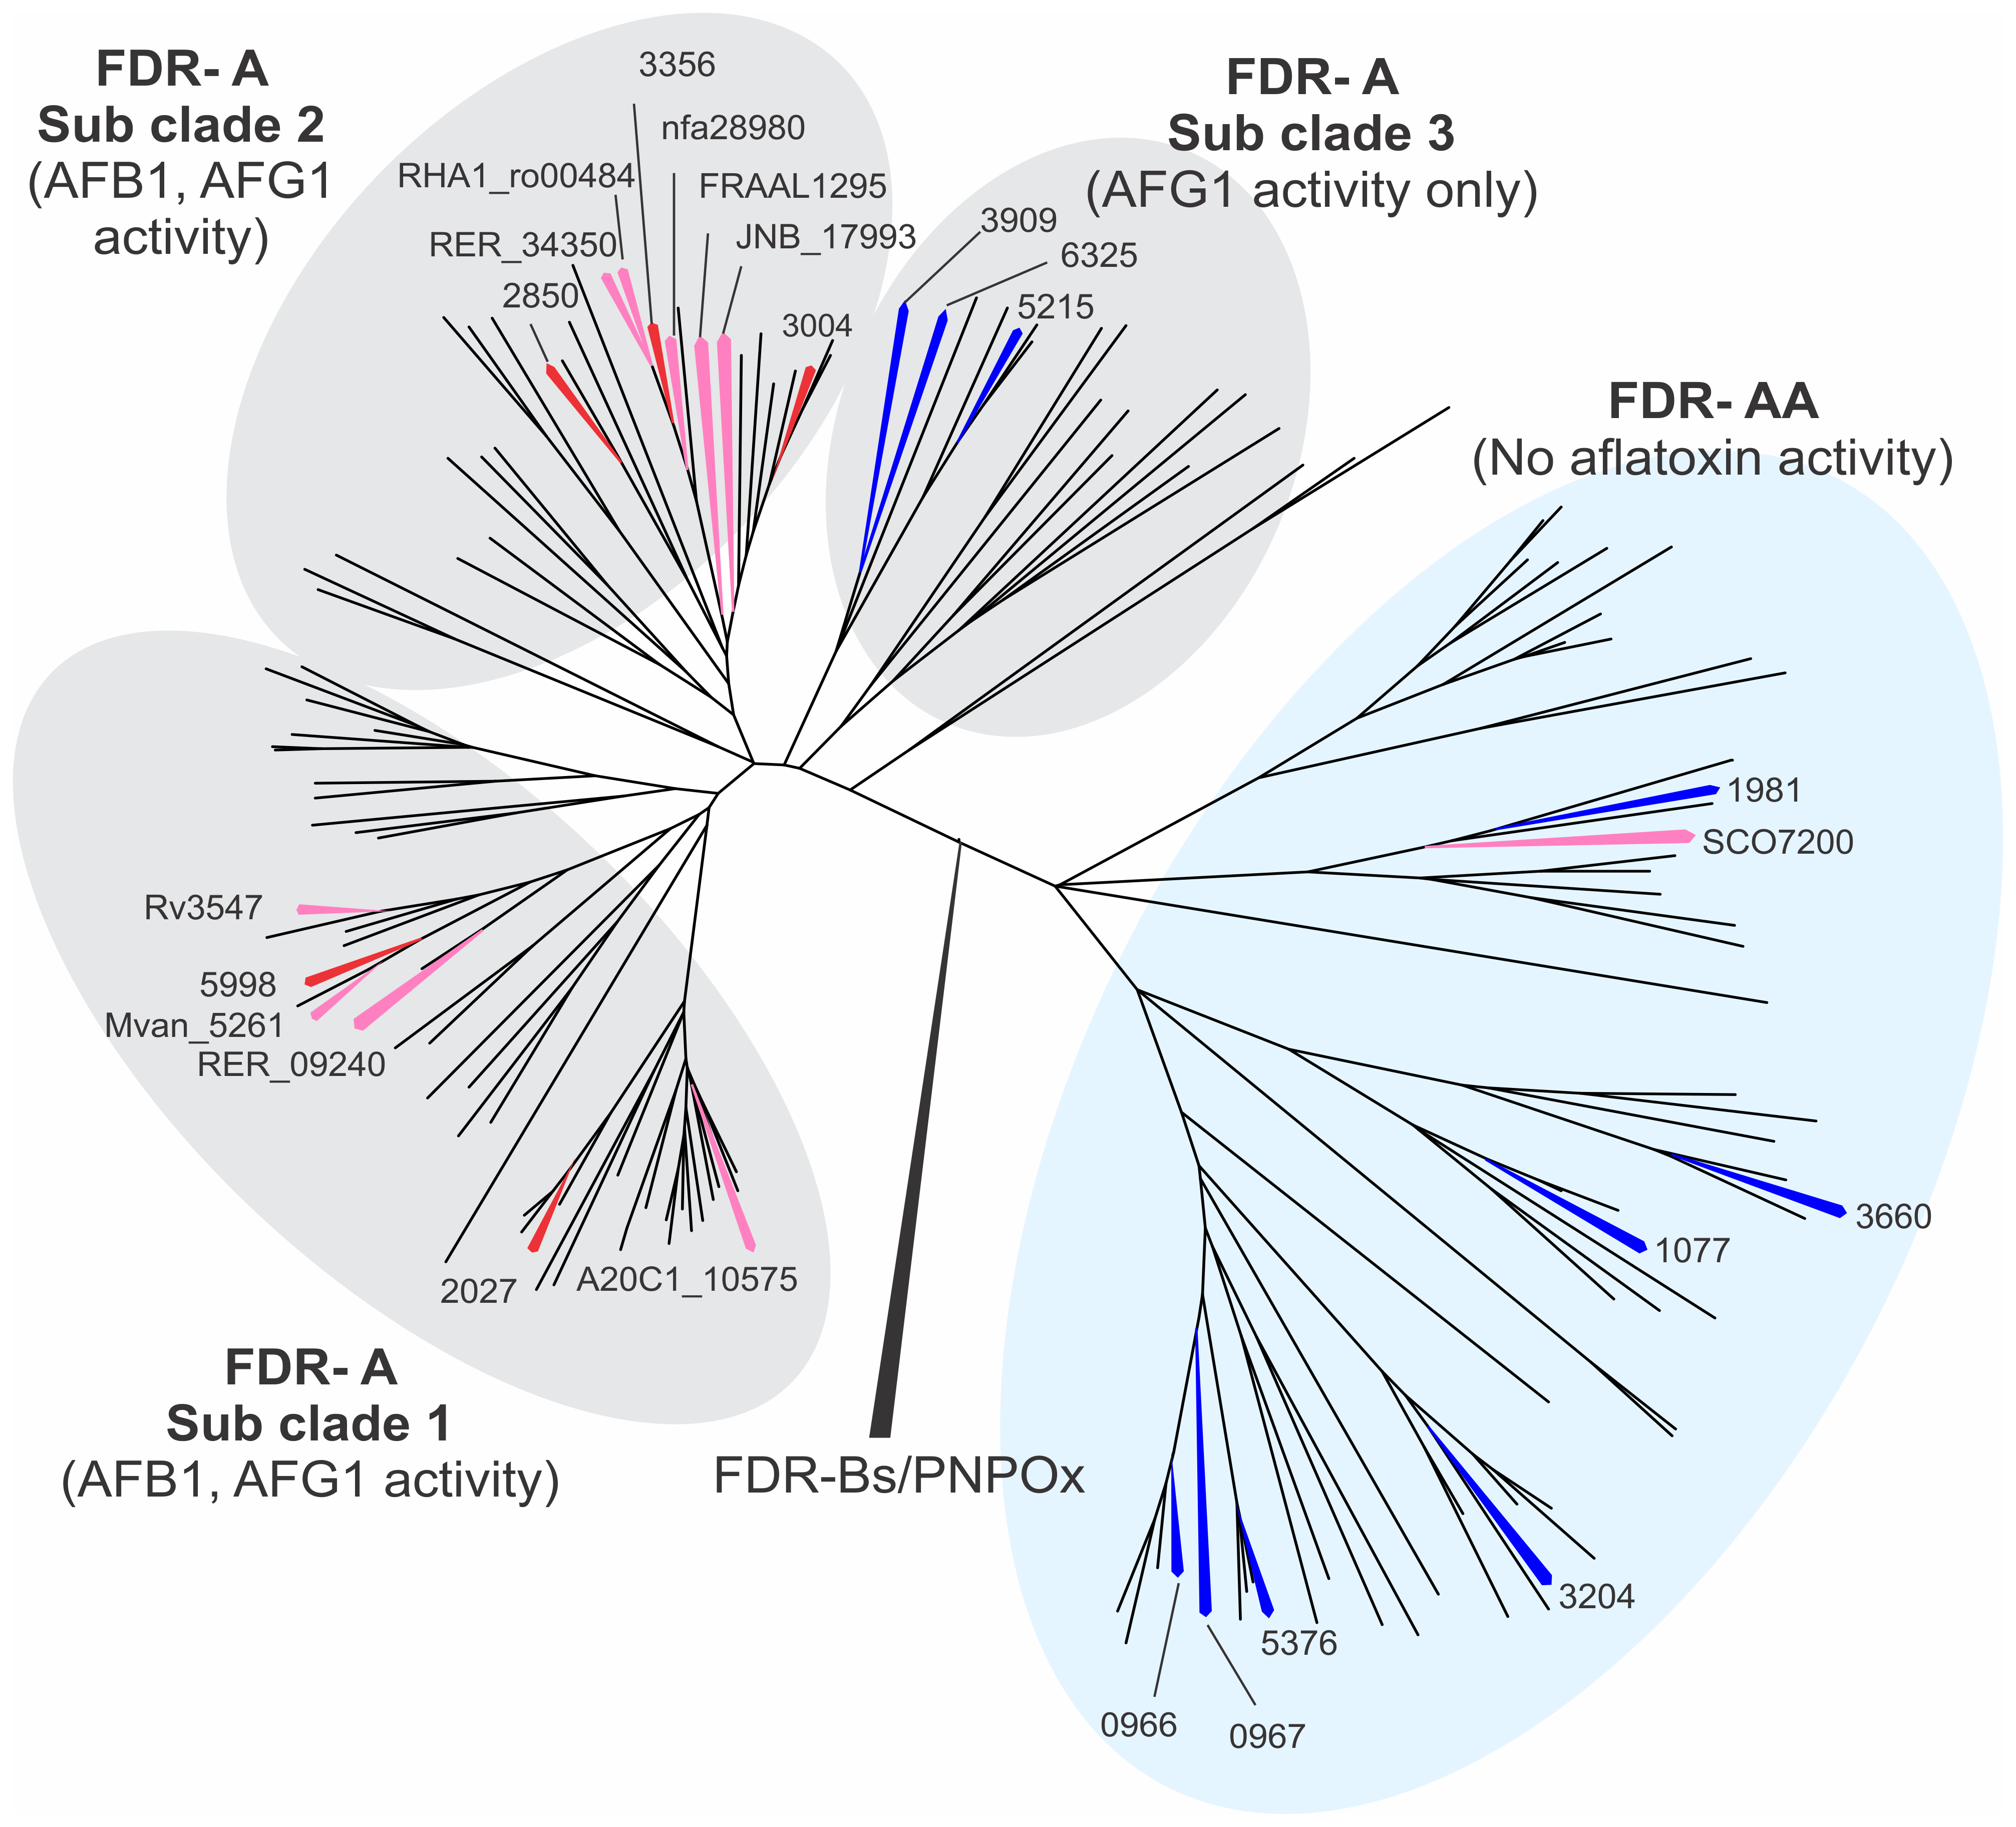 FDR- A
Sub clade 2
(AFB1, AFG1
activity)
3356
nfa28980
RHA1_ro00484
FRAAL1295
RER_34350
JNB_17993
2850
3004
FDR- A
Sub clade 3
(AFG1 activity only)
3909
6325
5215
FDR- AA
(No aflatoxin activity)
1981
SCO7200
Rv3547
5998
Mvan_5261
RER_09240
2027
A20C1_10575
3660
1077
FDR- A
Sub clade 1
(AFB1, AFG1 activity)
FDR-Bs/PNPOx
3204
5376
0966
0967